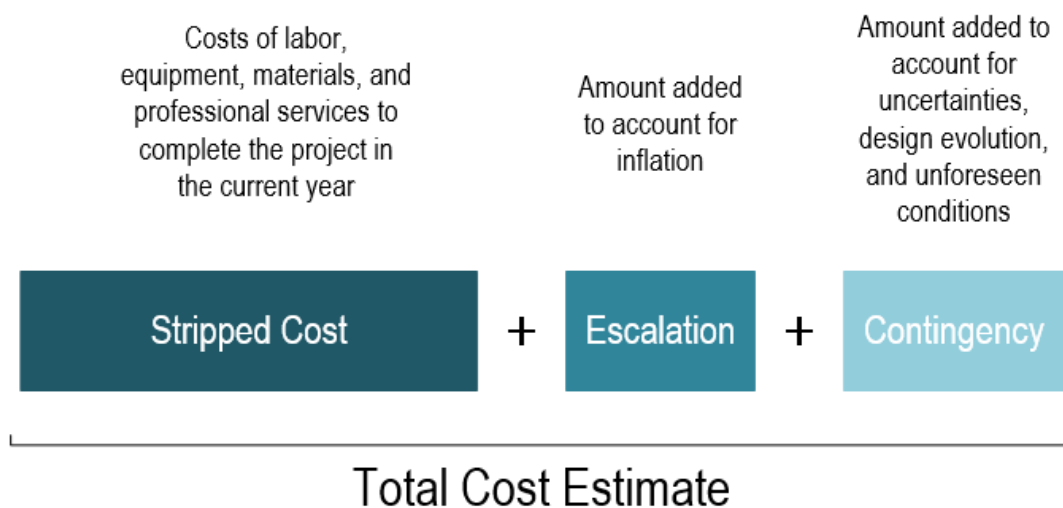 Costs of labor,
equipment, materials, and
professional services to
complete the project in
the current year
Amount added
to account for
inflation
Amount added to
account for
uncertainties,
design evolution,
and unforeseen
conditions
Stripped Cost + Escalation + Contingency
Total Cost Estimate